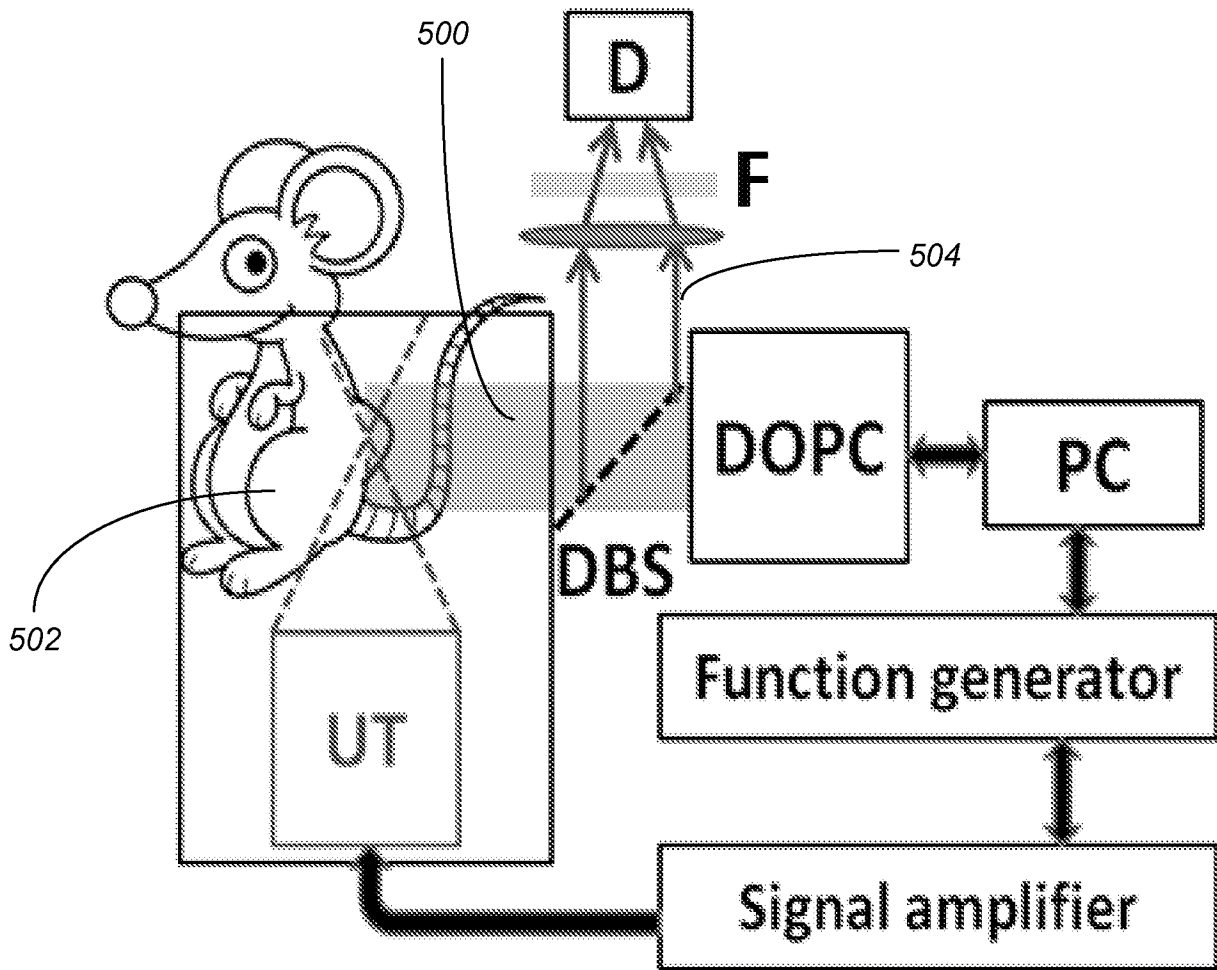 500
D
F
504
DOPC
PC
DBS
502
Function generator
UT
Signal amplifier